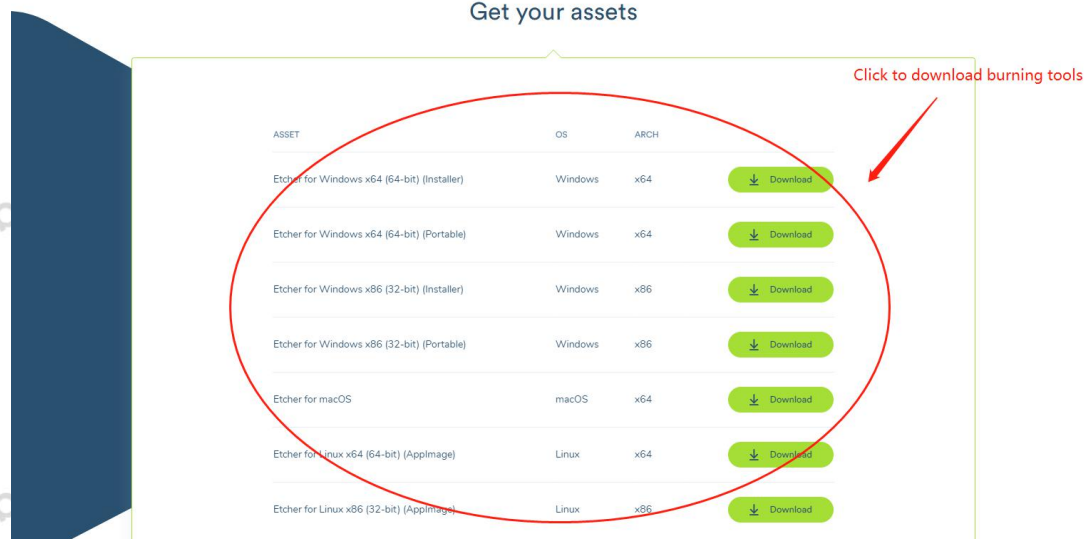 Get your assets
Click to download burning tools
ASSET OS ARCH
Etcher for Windows x64 (64-bit) (Installer) Windows x64 Download
Etcher for Windows x64 (64-bit) (Portable) Windows x64 Download
Etcher for Windows x86 (32-bit) (Installer) Windows x86 Download
Etcher for Windows x86 (32-bit) (Portable) Windows x86 Download
Etcher for macOS macOS x64 Download
Etcher for Linux x64 (64-bit) (AppImage) Linux x64 Download
Etcher for Linux x86 (32-bit) (AppImage) Linux x86 Download